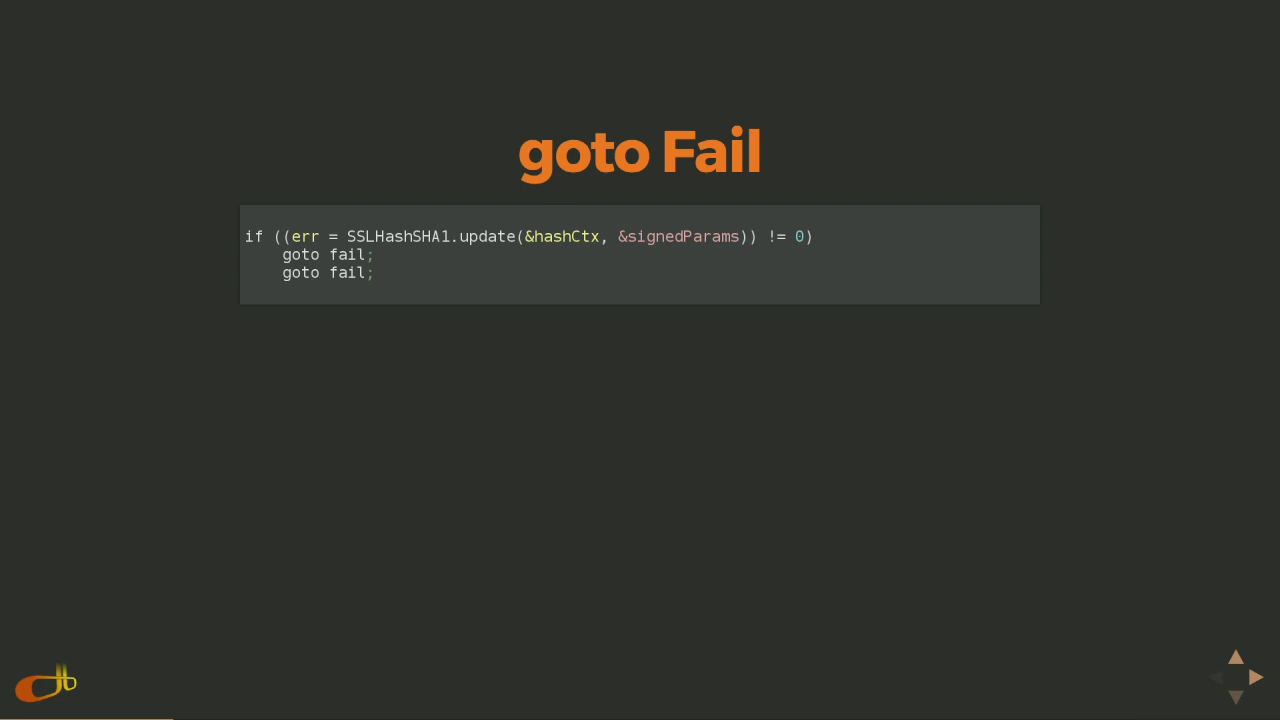 goto Fail
if ((err = SSLHashSHA1.update(&hashCtx, &signedParams)) != 0)
    goto fail;
    goto fail;